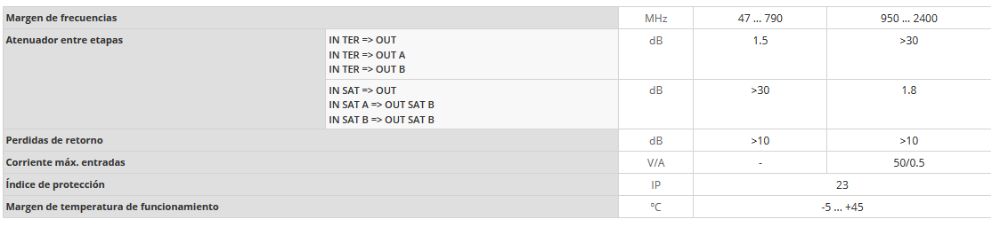 Margen de frecuencias MHz 47 ... 790 950 ... 2400
Atenuador entre etapas IN TER => OUT dB 1.5 >30
IN TER => OUT A
IN TER => OUT B
IN SAT => OUT dB >30 1.8
IN SAT A => OUT SAT B
IN SAT B => OUT SAT B
Perdidas de retorno dB >10 >10
Corriente máx. entradas V/A - 50/0.5
Índice de protección IP 23
Margen de temperatura de funcionamiento ºC -5 ... +45